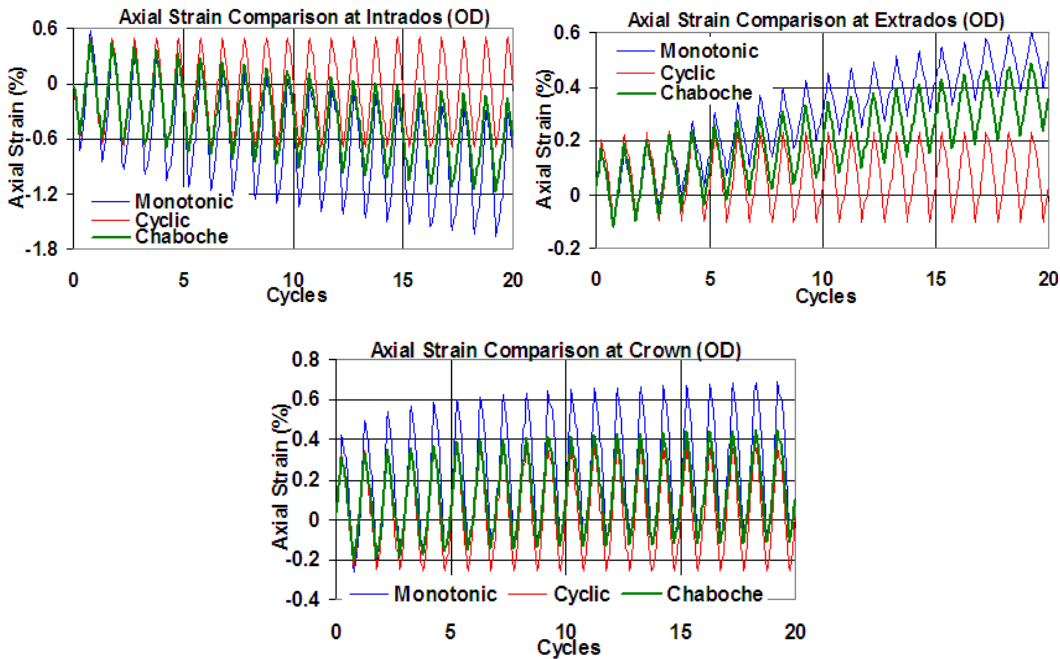 Axial Strain Comparison at Intrados (OD)
0.6
0
-0.6
-1.2
-1.8
Axial Strain (%)
Monotonic
Cyclic
Chaboche
0 5 10 15 20
Cycles
Axial Strain Comparison at Extrados (OD)
0.6
0.4
0.2
0
-0.2
Axial Strain (%)
Monotonic
Cyclic
Chaboche
0 5 10 15 20
Cycles
Axial Strain Comparison at Crown (OD)
0.8
0.6
0.4
0.2
0
-0.2
-0.4
Axial Strain (%)
Monotonic Cyclic Chaboche
0 5 10 15 20
Cycles